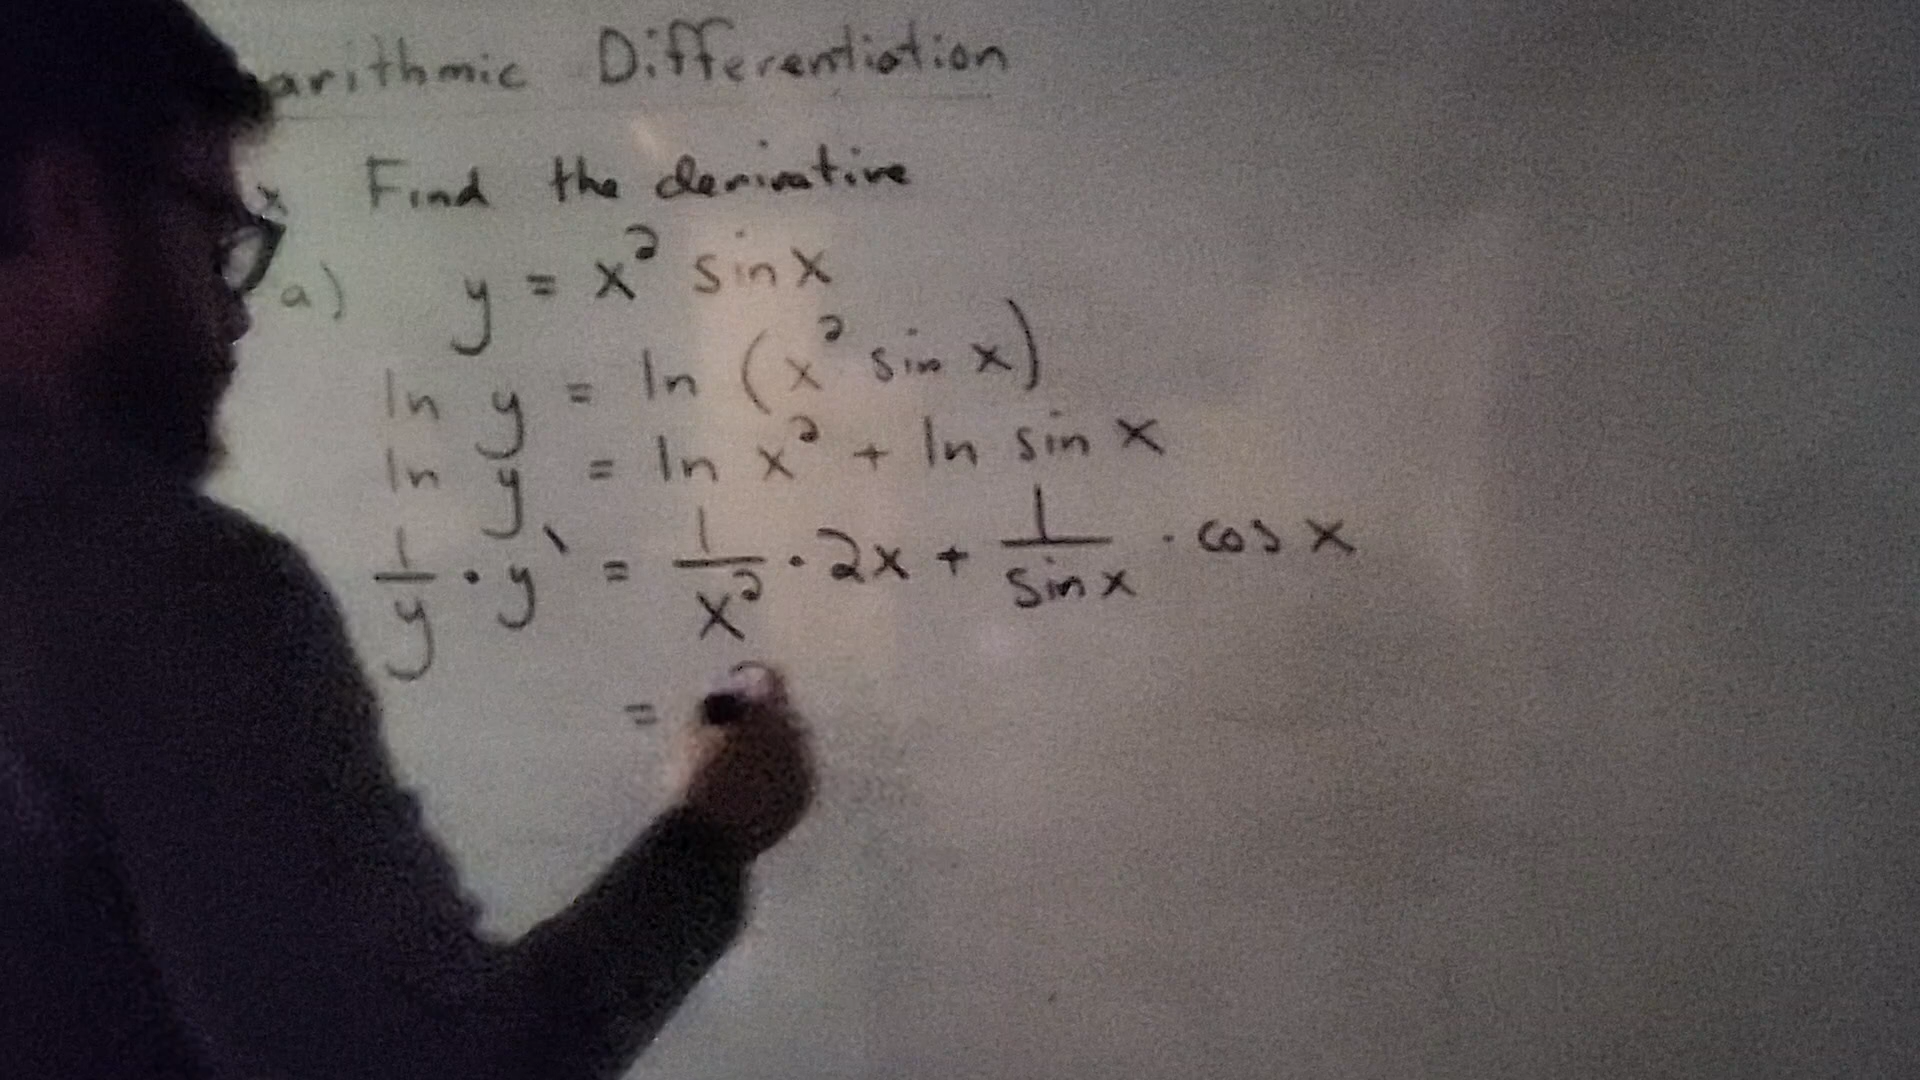 arithmic Differentiation
x Find the derivative
a) y = x² sin x
ln y = ln (x² sin x)
ln y = ln x² + ln sin x
1/y · y' = 1/x² · 2x + 1/sin x · cos x
= 2